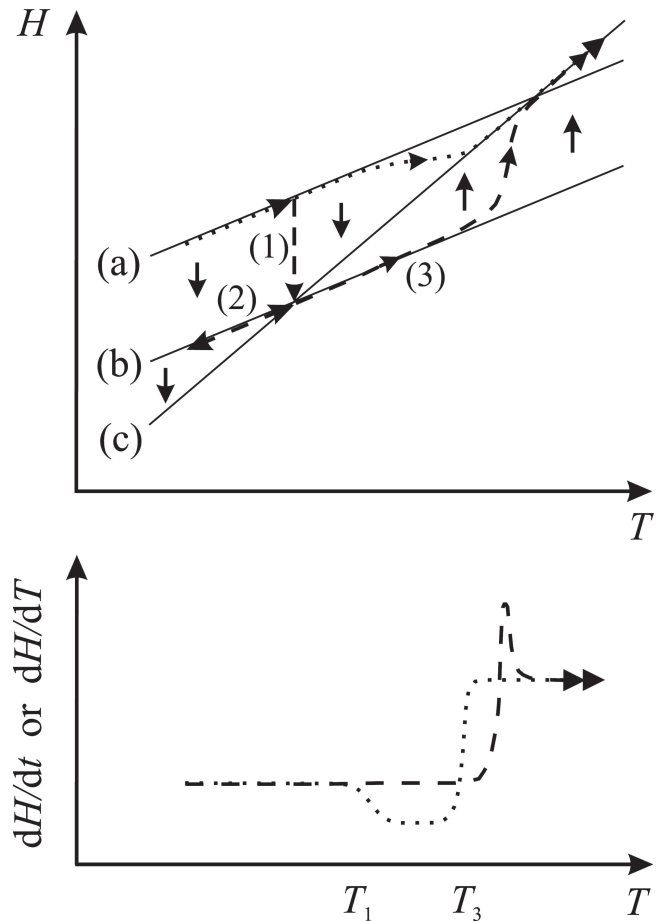 H
(a)
(1)
(2)
(3)
(b)
(c)
T
dH/dt or dH/dT
T₁
T₃
T